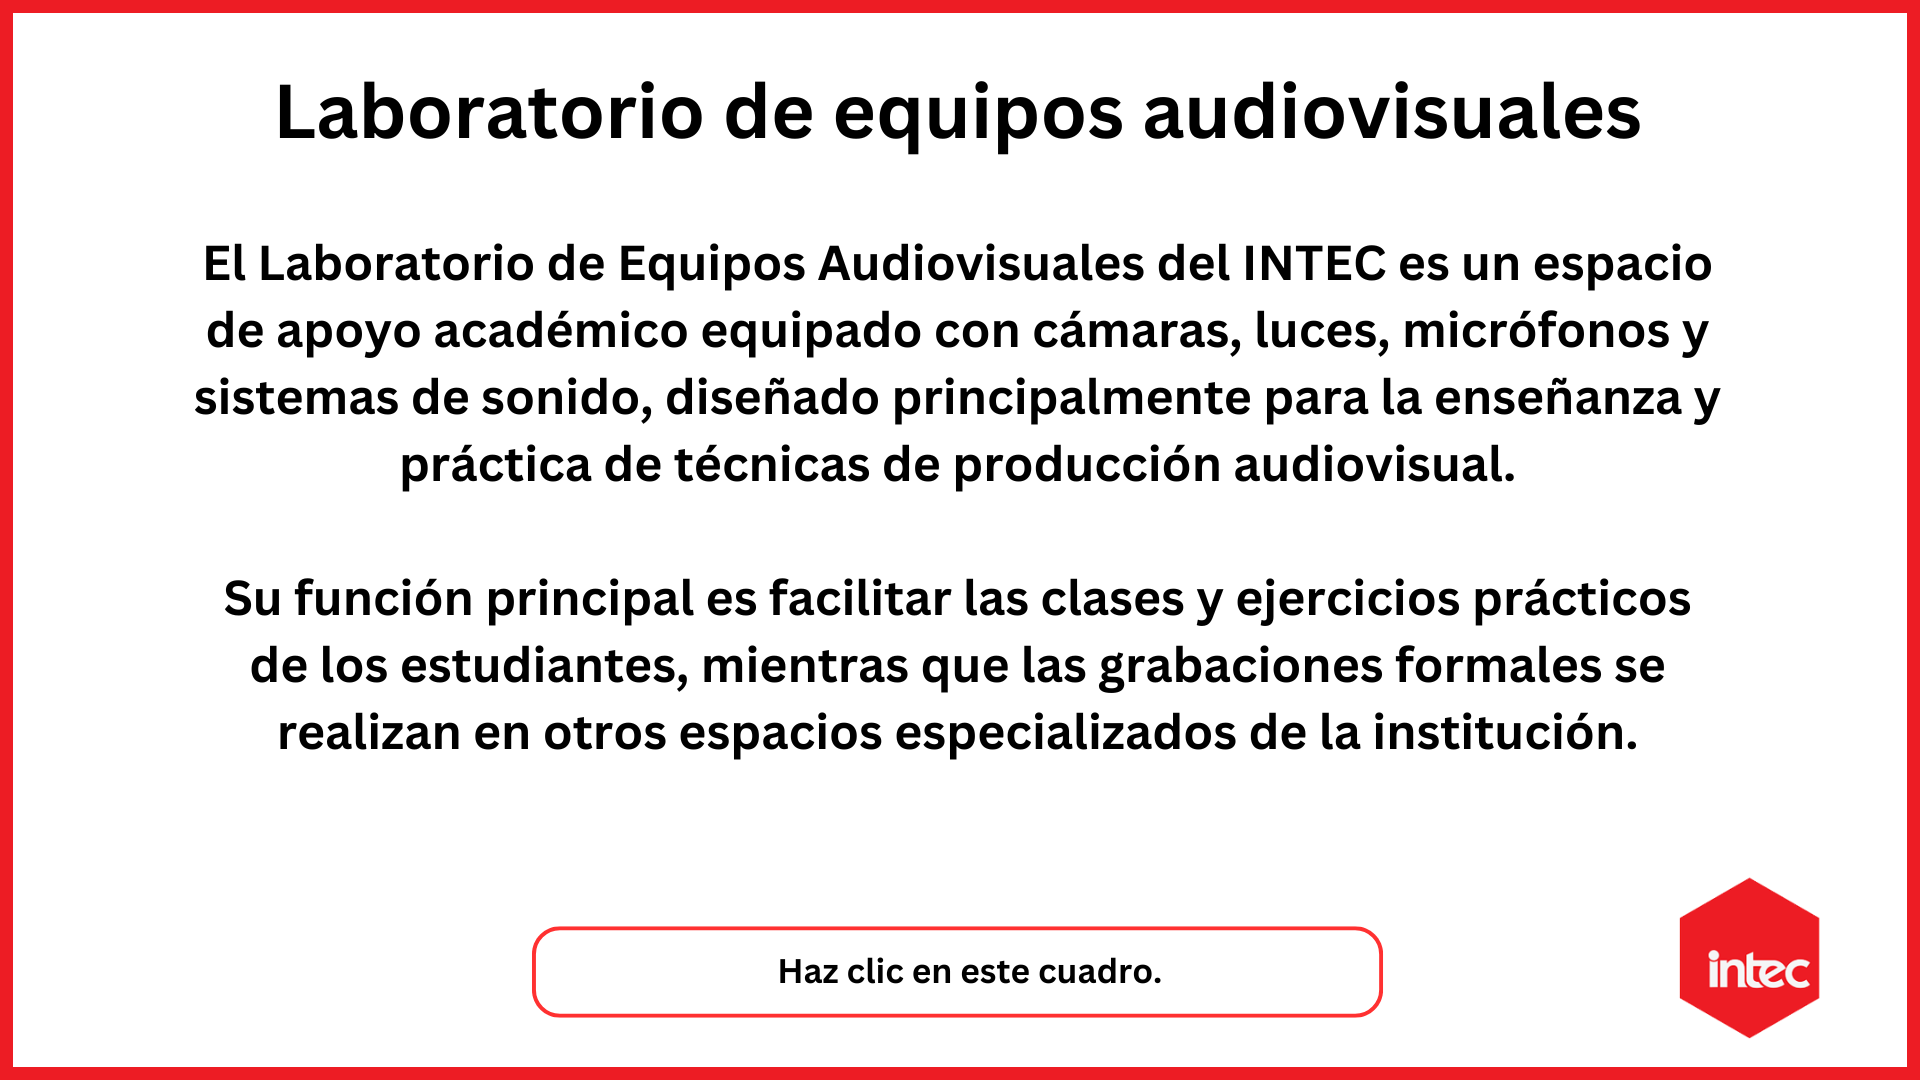 Laboratorio de equipos audiovisuales
El Laboratorio de Equipos Audiovisuales del INTEC es un espacio
de apoyo académico equipado con cámaras, luces, micrófonos y
sistemas de sonido, diseñado principalmente para la enseñanza y
práctica de técnicas de producción audiovisual.
Su función principal es facilitar las clases y ejercicios prácticos
de los estudiantes, mientras que las grabaciones formales se
realizan en otros espacios especializados de la institución.
Haz clic en este cuadro.
intec